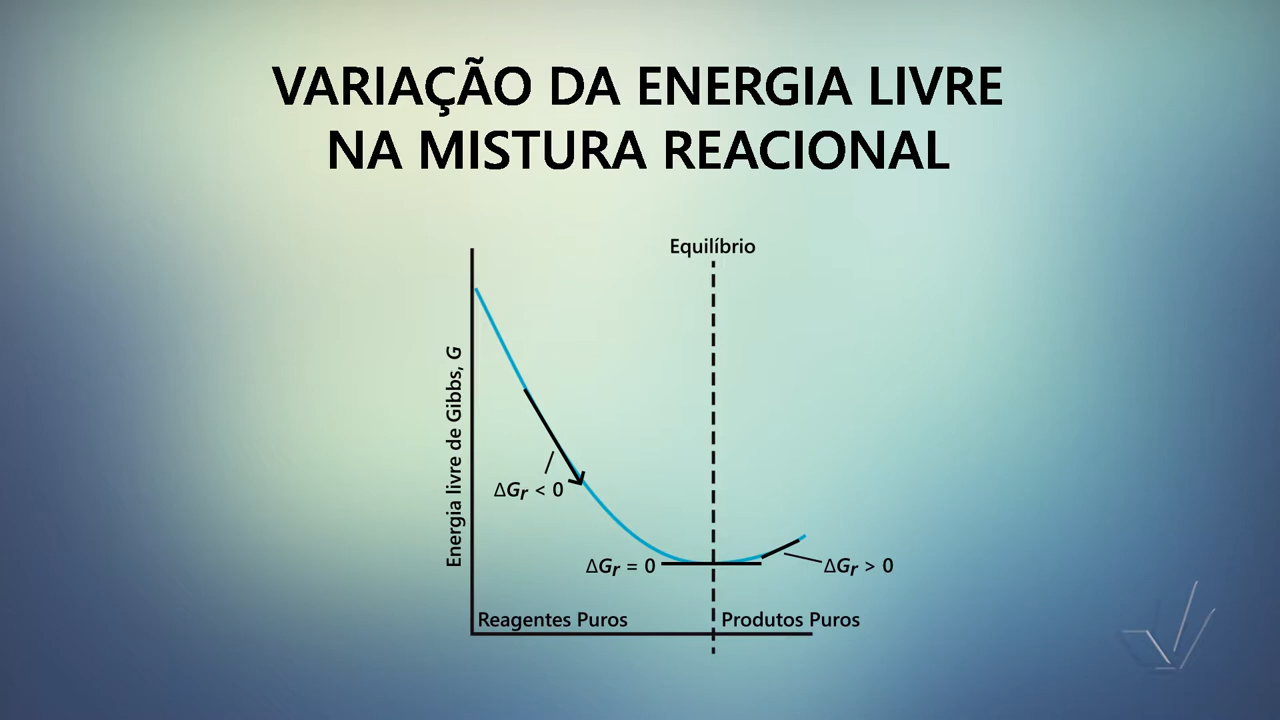 VARIAÇÃO DA ENERGIA LIVRE
NA MISTURA REACIONAL
Equilíbrio
Energia livre de Gibbs, G
ΔGr < 0
ΔGr = 0
ΔGr > 0
Reagentes Puros
Produtos Puros